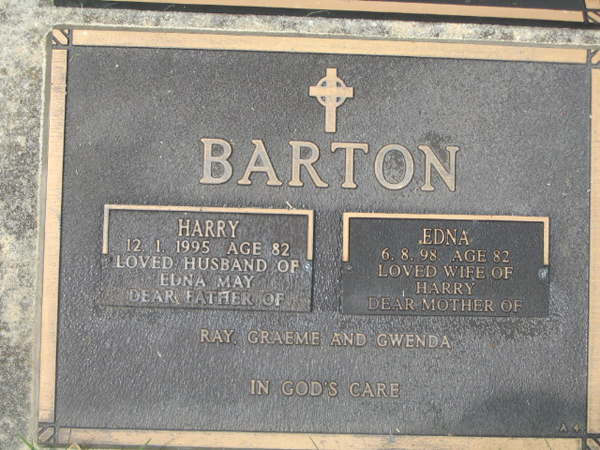 BARTON
HARRY
12. 1. 1995 AGE 82
LOVED HUSBAND OF
EDNA MAY
DEAR FATHER OF
EDNA
6. 8. 98 AGE 82
LOVED WIFE OF
HARRY
DEAR MOTHER OF
RAY, GRAEME AND GWENDA
IN GOD'S CARE
A 4